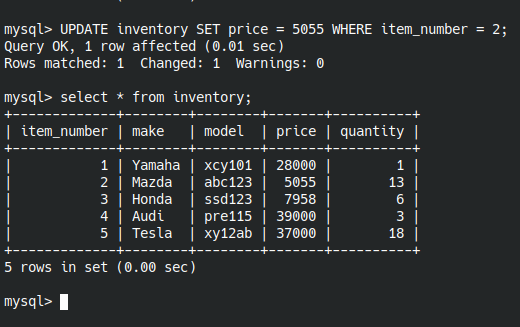 mysql> UPDATE inventory SET price = 5055 WHERE item_number = 2;
Query OK, 1 row affected (0.01 sec)
Rows matched: 1  Changed: 1  Warnings: 0

mysql> select * from inventory;
+-------------+--------+--------+-------+----------+
| item_number | make   | model  | price | quantity |
+-------------+--------+--------+-------+----------+
|           1 | Yamaha | xcy101 | 28000 |        1 |
|           2 | Mazda  | abc123 |  5055 |       13 |
|           3 | Honda  | ssd123 |  7958 |        6 |
|           4 | Audi   | pre115 | 39000 |        3 |
|           5 | Tesla  | xy12ab | 37000 |       18 |
+-------------+--------+--------+-------+----------+
5 rows in set (0.00 sec)

mysql>